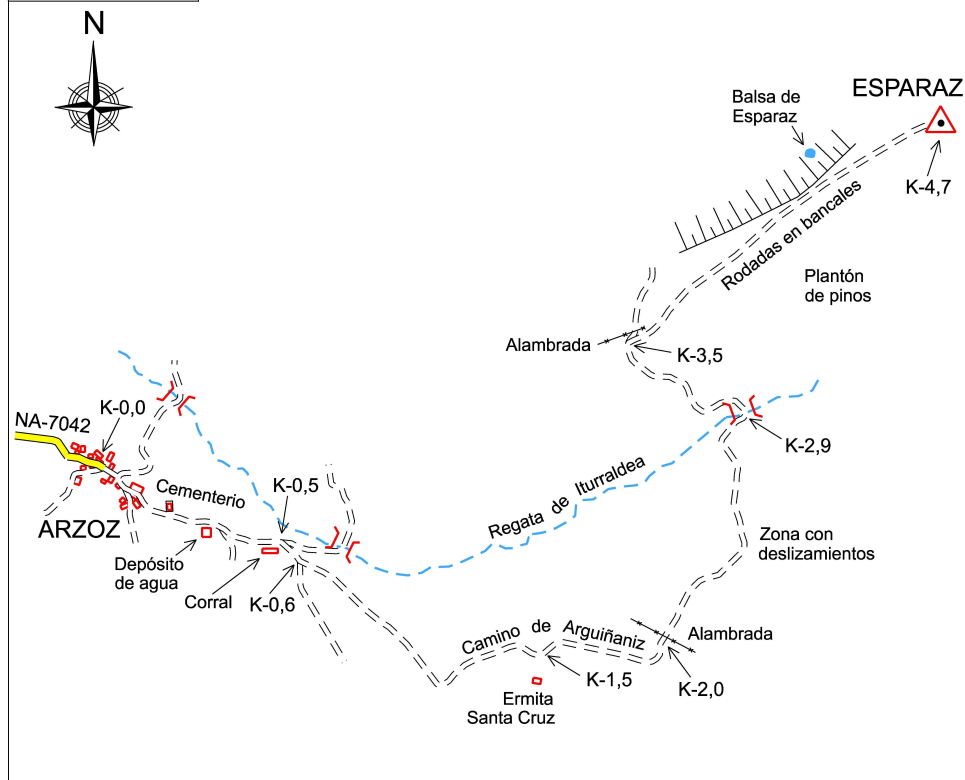 N
ESPARAZ
Balsa de
Esparaz
K-4,7
Rodadas en bancales
Plantón
de pinos
Alambrada
K-3,5
K-0,0
NA-7042
K-2,9
Cementerio
K-0,5
Regata de Iturraldea
ARZOZ
Zona con
deslizamientos
Depósito
de agua
Corral
K-0,6
Camino de Arguiñaniz
Alambrada
K-1,5
K-2,0
Ermita
Santa Cruz